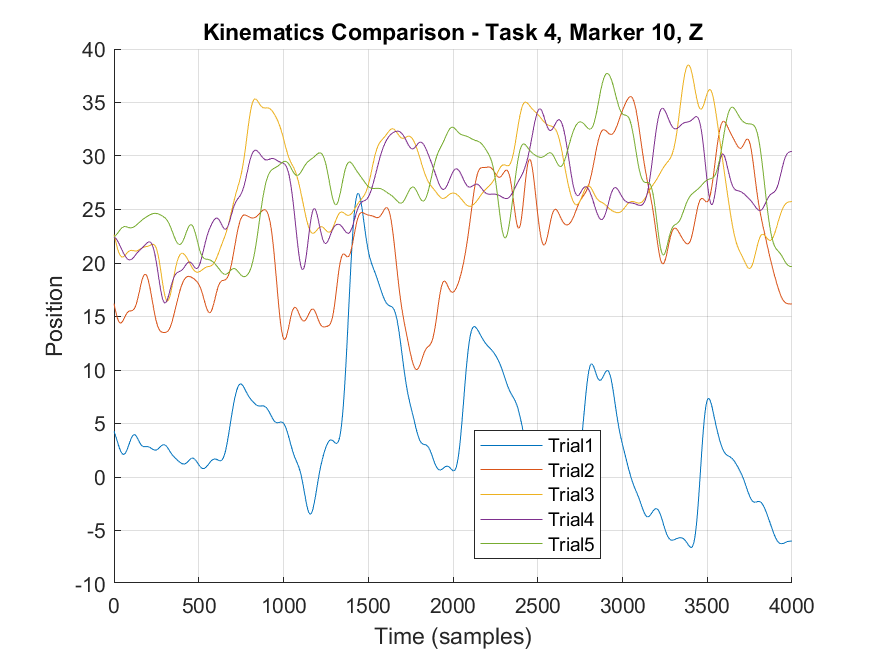 Kinematics Comparison - Task 4, Marker 10, Z
40
35
30
25
20
15
10
5
0
-5
-10
Position
Trial1
Trial2
Trial3
Trial4
Trial5
0 500 1000 1500 2000 2500 3000 3500 4000
Time (samples)